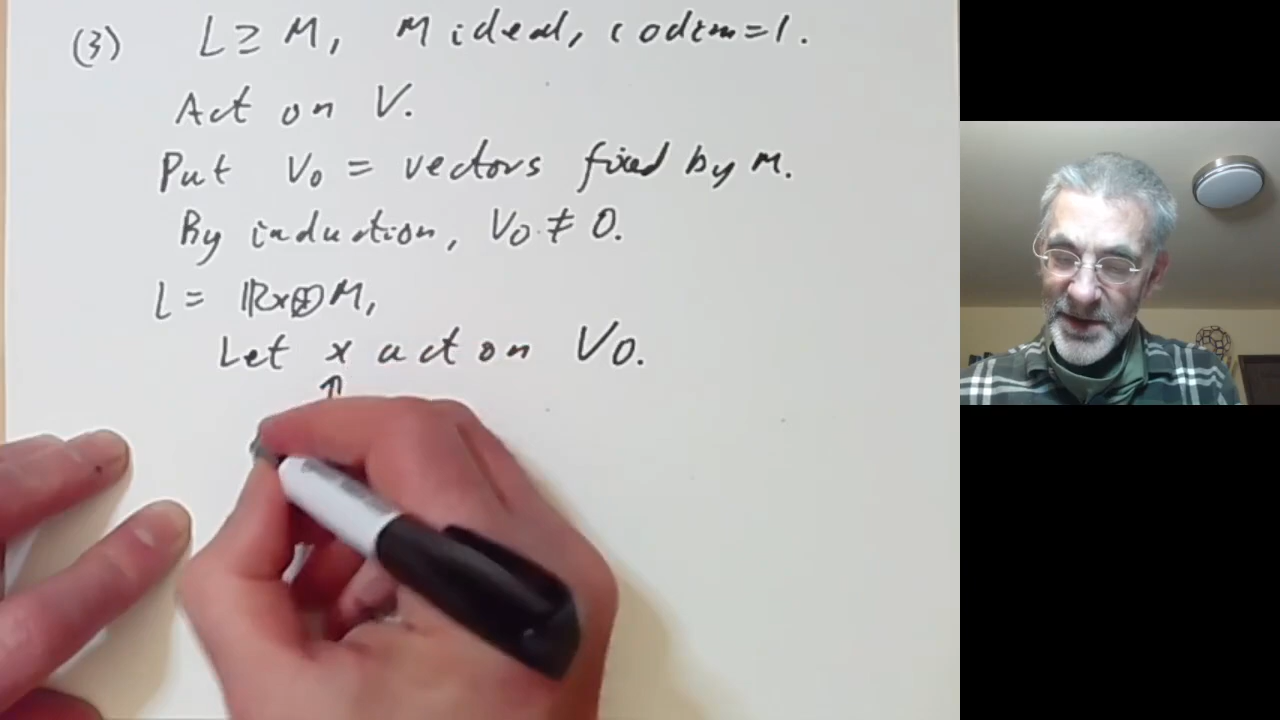 (3) L ≥ M, M ideal, codim=1.
Act on V.
Put V₀ = vectors fixed by M.
By induction, V₀ ≠ 0.
L = ℝx⊕M,
Let x act on V₀.
↑